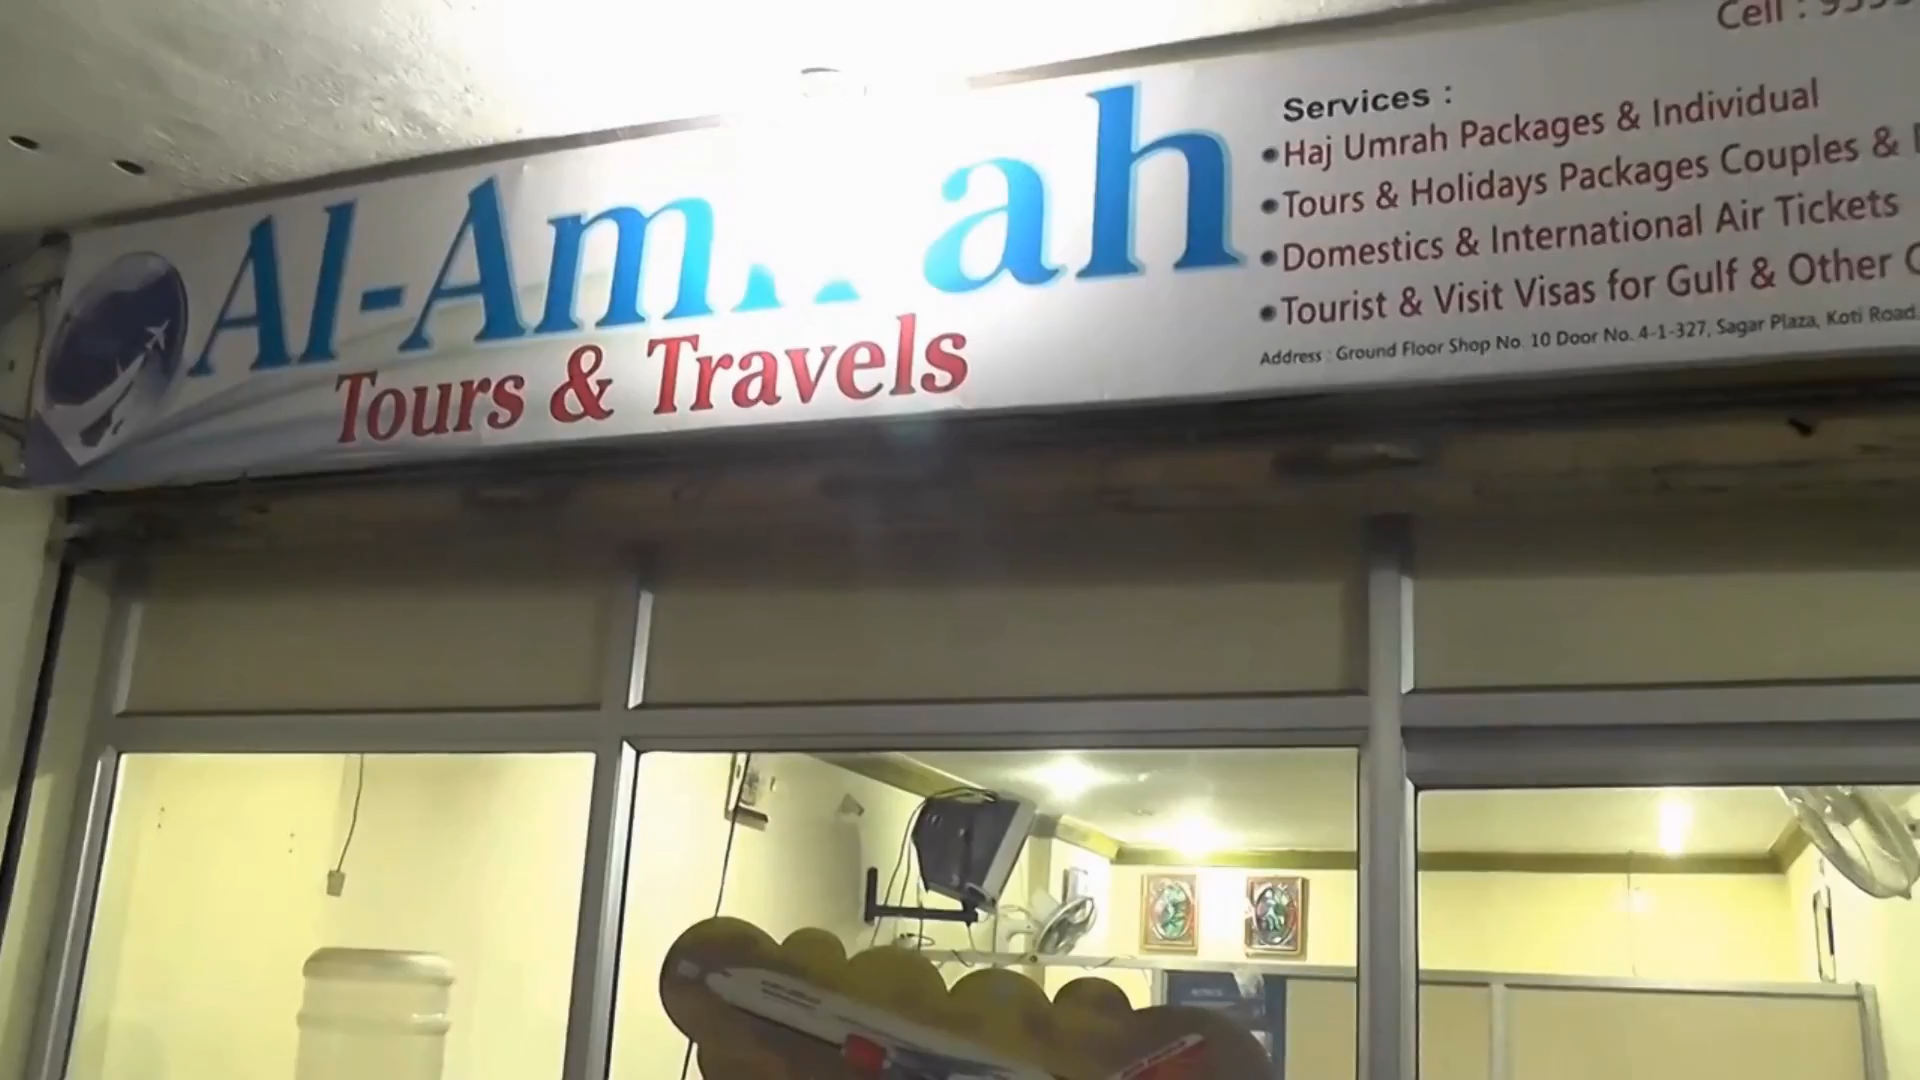 Al-Am ah
Tours & Travels
Cell :
Services :
•Haj Umrah Packages & Individual
•Tours & Holidays Packages Couples &
•Domestics & International Air Tickets
•Tourist & Visit Visas for Gulf & Other
Address : Ground Floor Shop No. 10 Door No. 4-1-327, Sagar Plaza, Koti Road,